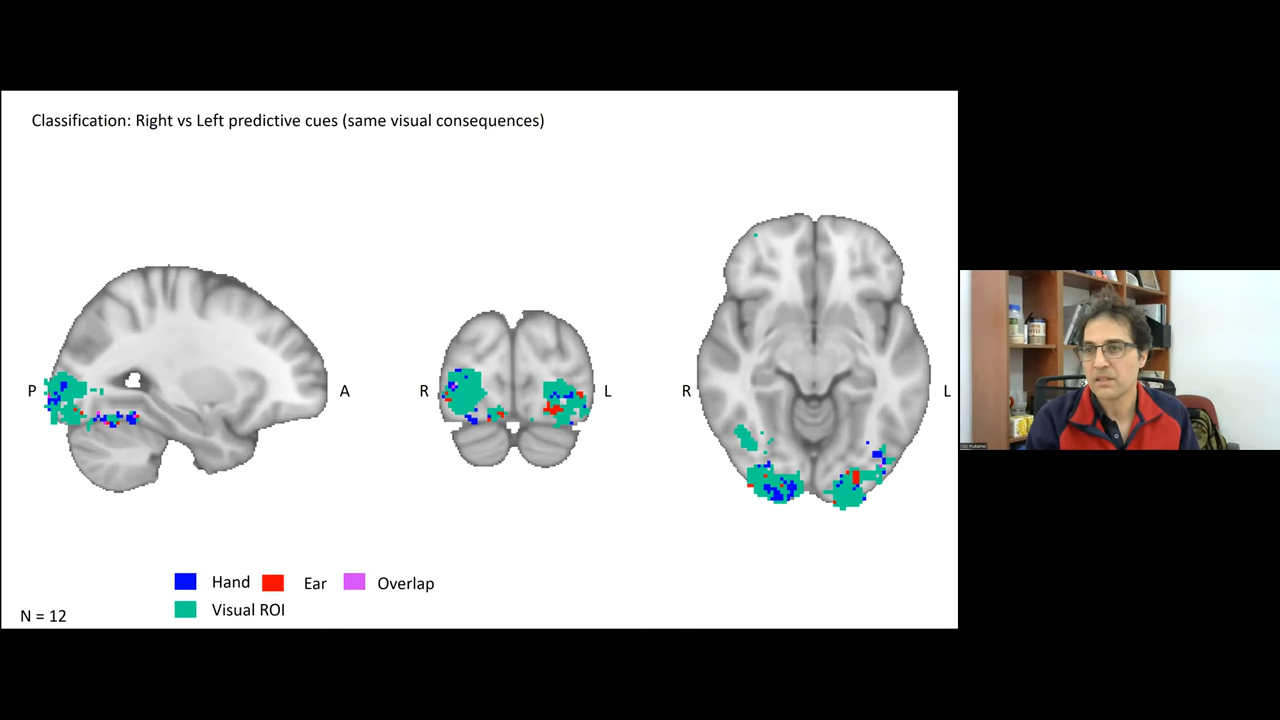 Classification: Right vs Left predictive cues (same visual consequences)
P
A
R
L
R
L
Hand
Ear
Overlap
Visual ROI
N = 12